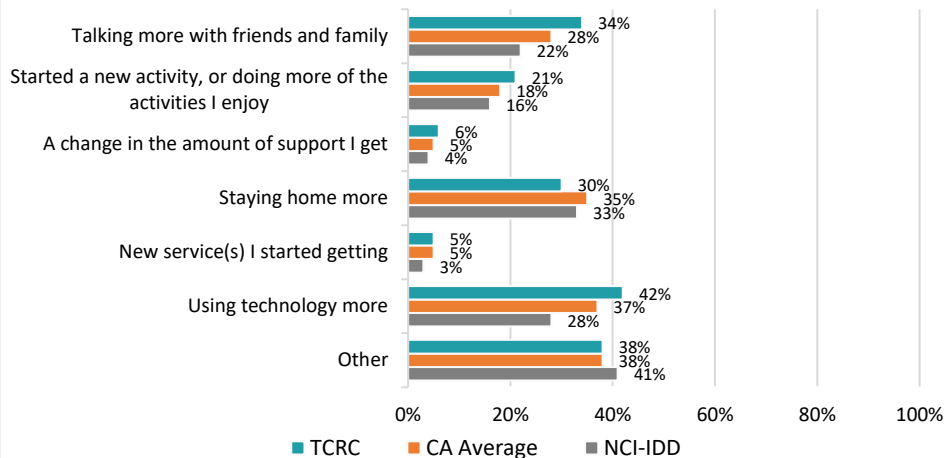 Talking more with friends and family
34%
28%
22%
Started a new activity, or doing more of the
activities I enjoy
21%
18%
16%
A change in the amount of support I get
6%
5%
4%
Staying home more
30%
35%
33%
New service(s) I started getting
5%
5%
3%
Using technology more
42%
37%
28%
Other
38%
38%
41%
0% 20% 40% 60% 80% 100%
TCRC CA Average NCI-IDD